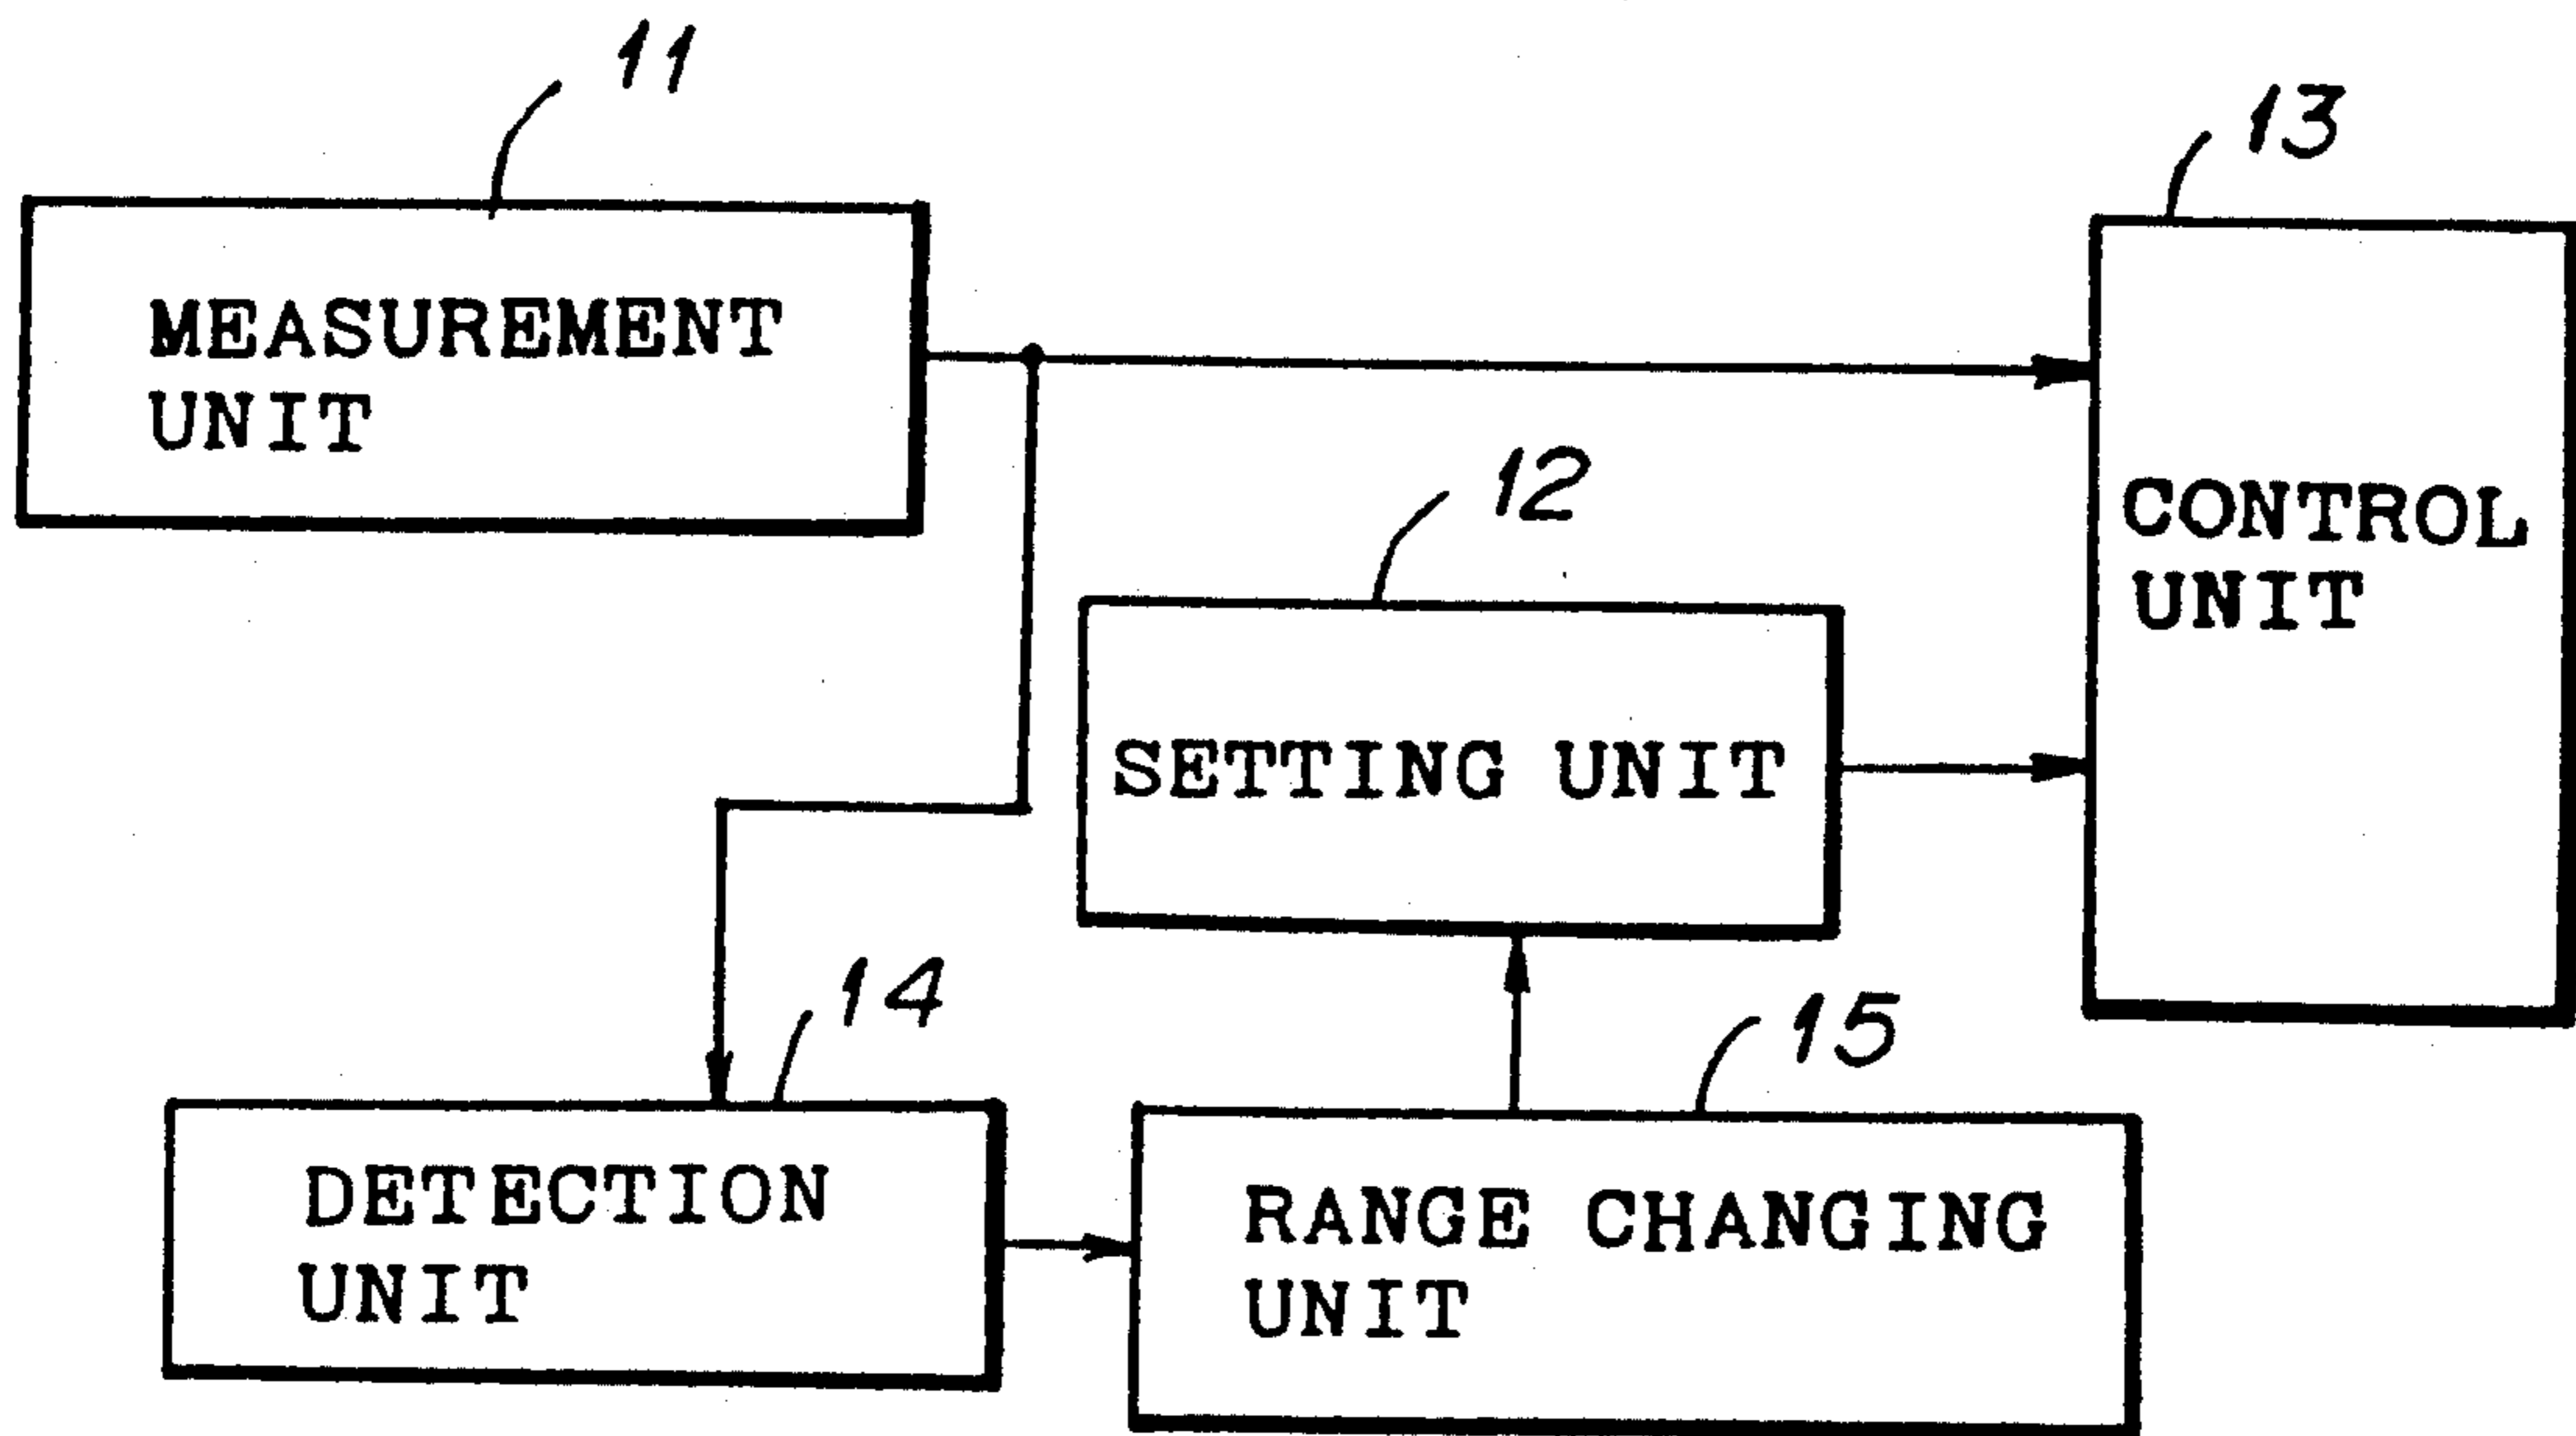 11
13
MEASUREMENT
UNIT
12
CONTROL
UNIT
SETTING UNIT
14
15
DETECTION
UNIT
RANGE CHANGING
UNIT